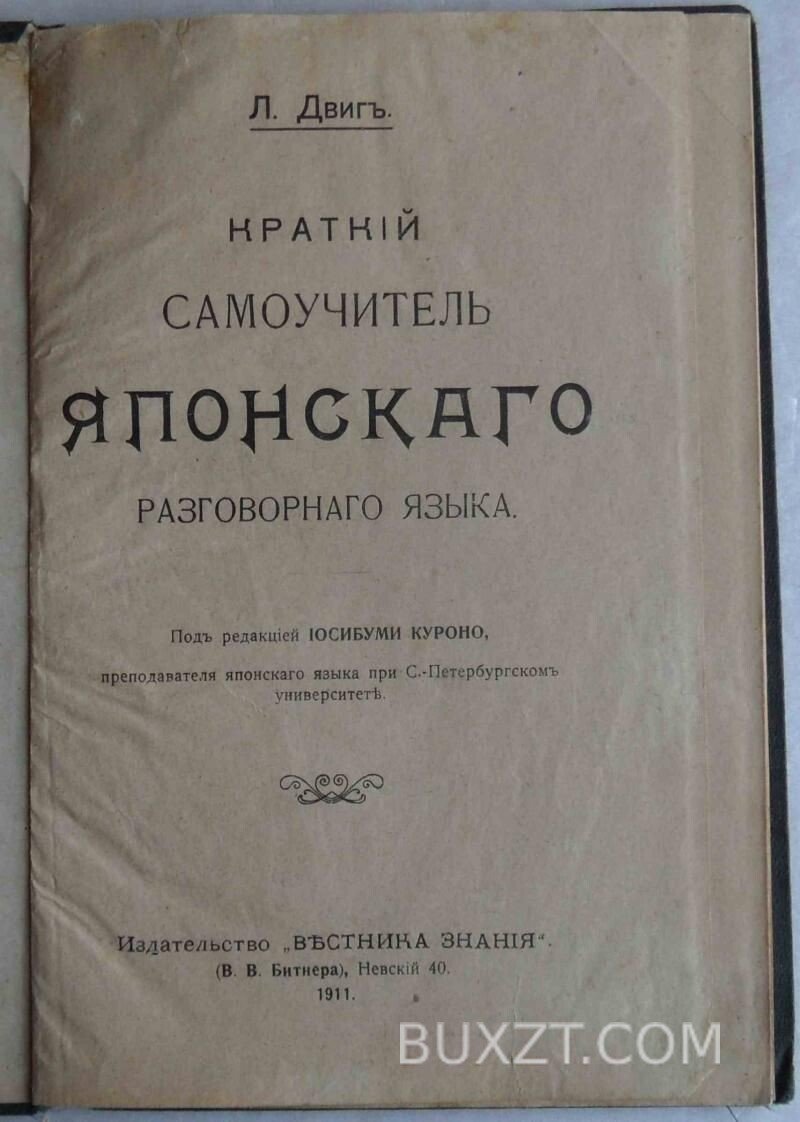 Л. Двигъ.
КРАТКІЙ
САМОУЧИТЕЛЬ
ЯПОНСКАГО
РАЗГОВОРНАГО ЯЗЫКА.
Подъ редакціей ІОСИБУМИ КУРОНО,
преподавателя японскаго языка при С.-Петербургскомъ
университетѣ.
Издательство „ВѢСТНИКА ЗНАНІЯ“.
(В. В. Битнера), Невскій 40.
1911.
BUXZT.COM